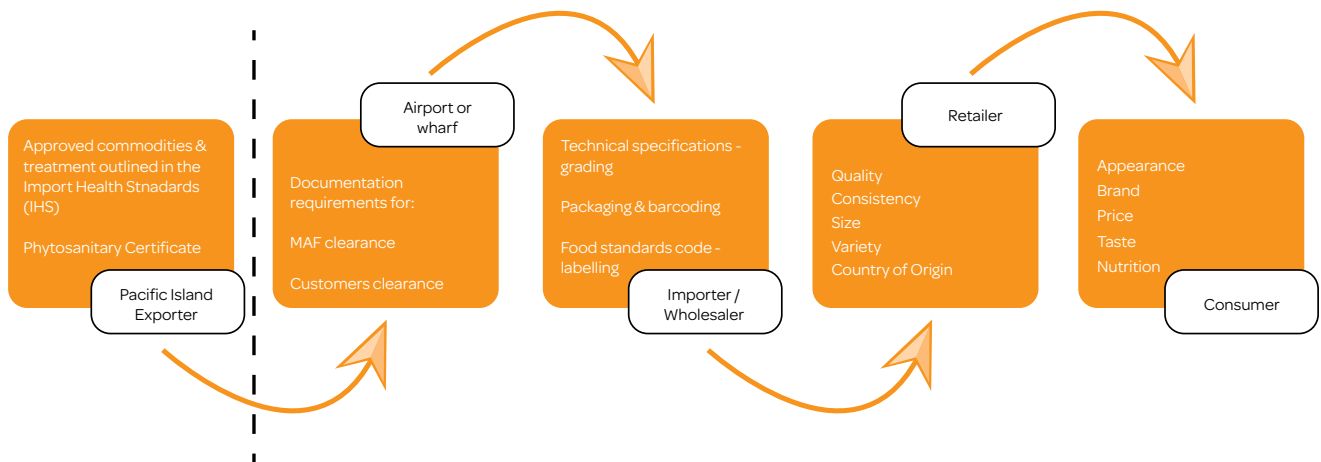 Approved commodities &
treatment outlined in the
Import Health Stnadards
(IHS)
Phytosanitary Certificate
Pacific Island
Exporter
Airport or
wharf
Documentation
requirements for:
MAF clearance
Customers clearance
Technical specifications -
grading
Packaging & barcoding
Food standards code -
labelling
Importer /
Wholesaler
Retailer
Quality
Consistency
Size
Variety
Country of Origin
Appearance
Brand
Price
Taste
Nutrition
Consumer